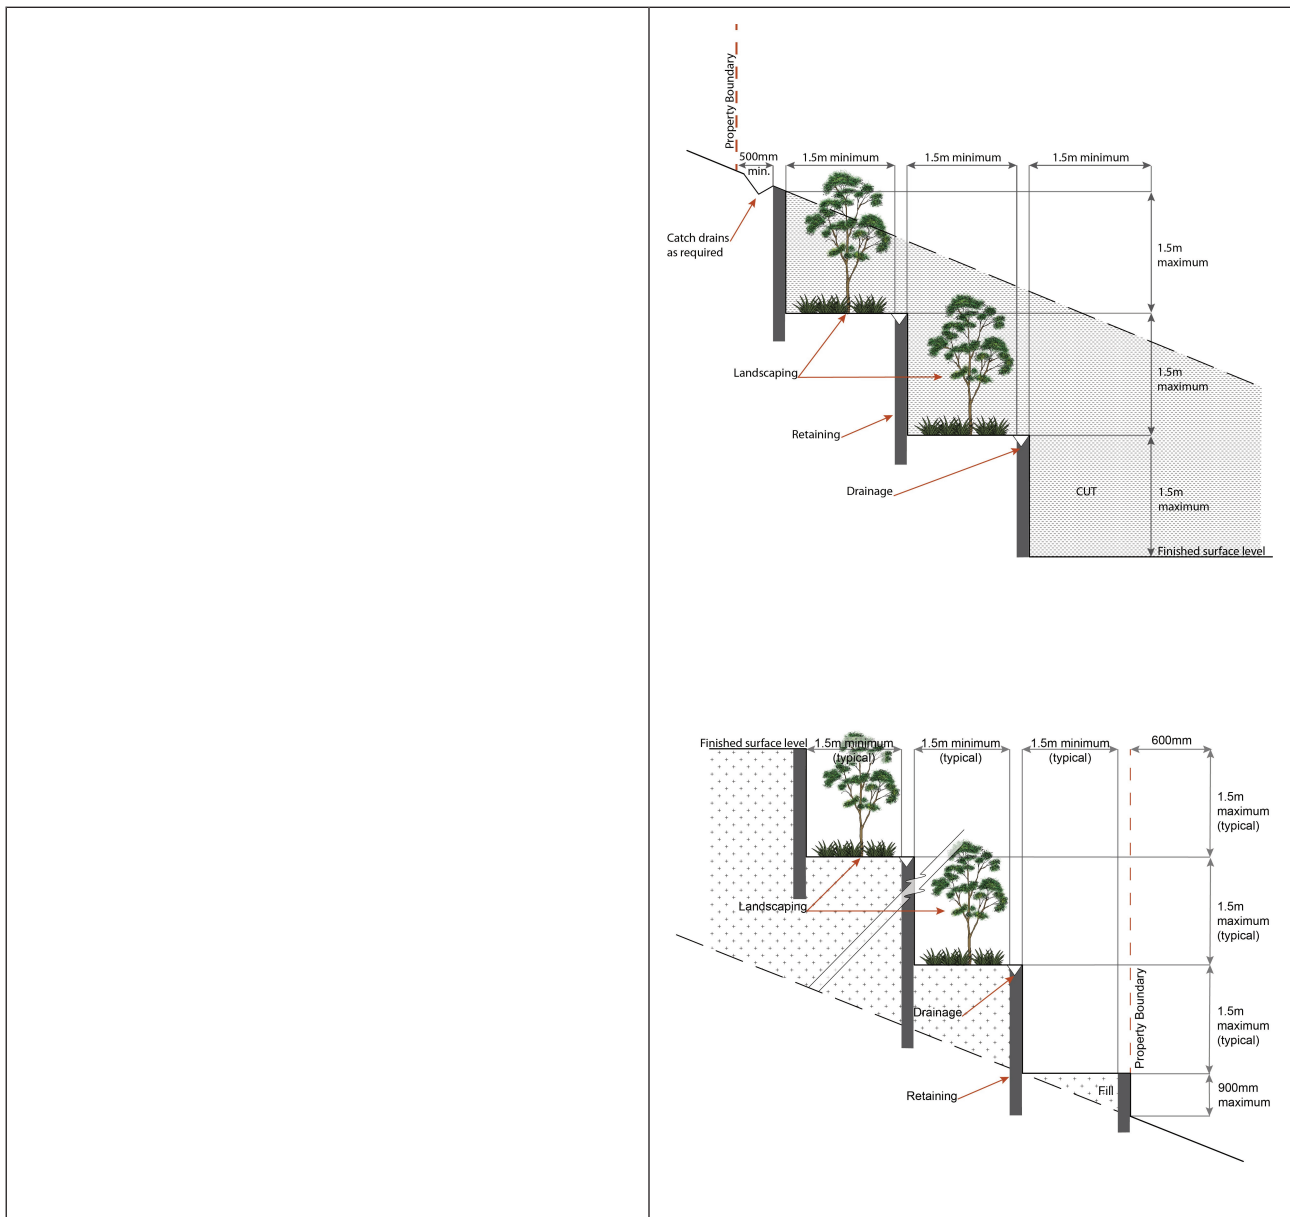 Property Boundary
500mm
min.
1.5m minimum
1.5m minimum
1.5m minimum
Catch drains
as required
1.5m
maximum
Landscaping
1.5m
maximum
Retaining
Drainage
CUT
1.5m
maximum
Finished surface level
Finished surface level
1.5m minimum
(typical)
1.5m minimum
(typical)
1.5m minimum
(typical)
600mm
1.5m
maximum
(typical)
Landscaping
1.5m
maximum
(typical)
Drainage
Property Boundary
1.5m
maximum
(typical)
Retaining
Fill
900mm
maximum